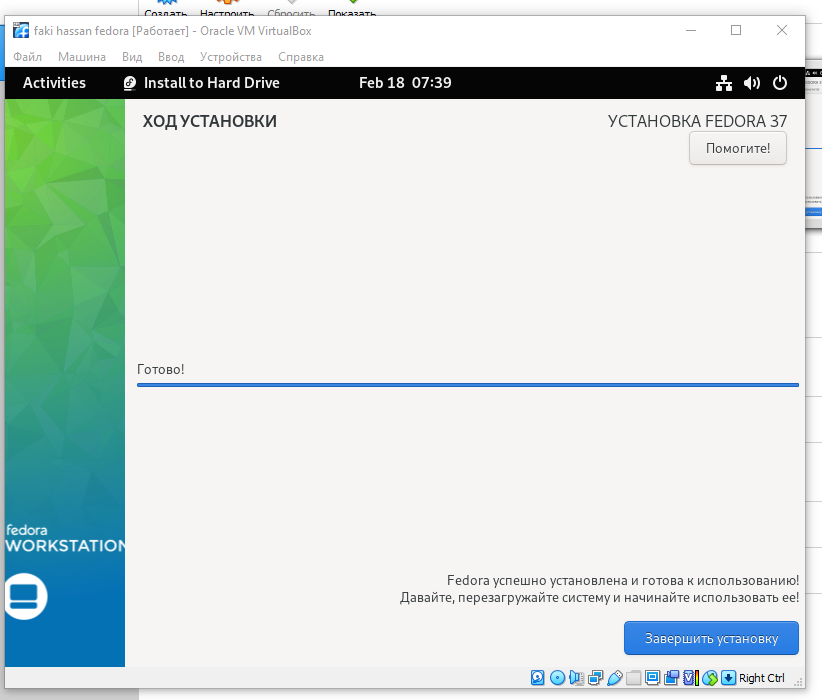 Создать Настроить Сбросить Показать
faki hassan fedora [Работает] - Oracle VM VirtualBox
Файл Машина Вид Ввод Устройства Справка
Activities Install to Hard Drive Feb 18 07:39
ХОД УСТАНОВКИ УСТАНОВКА FEDORA 37
Помогите!
Готово!
fedora
WORKSTATION
Fedora успешно установлена и готова к использованию!
Давайте, перезагружайте систему и начинайте использовать ее!
Завершить установку
Right Ctrl